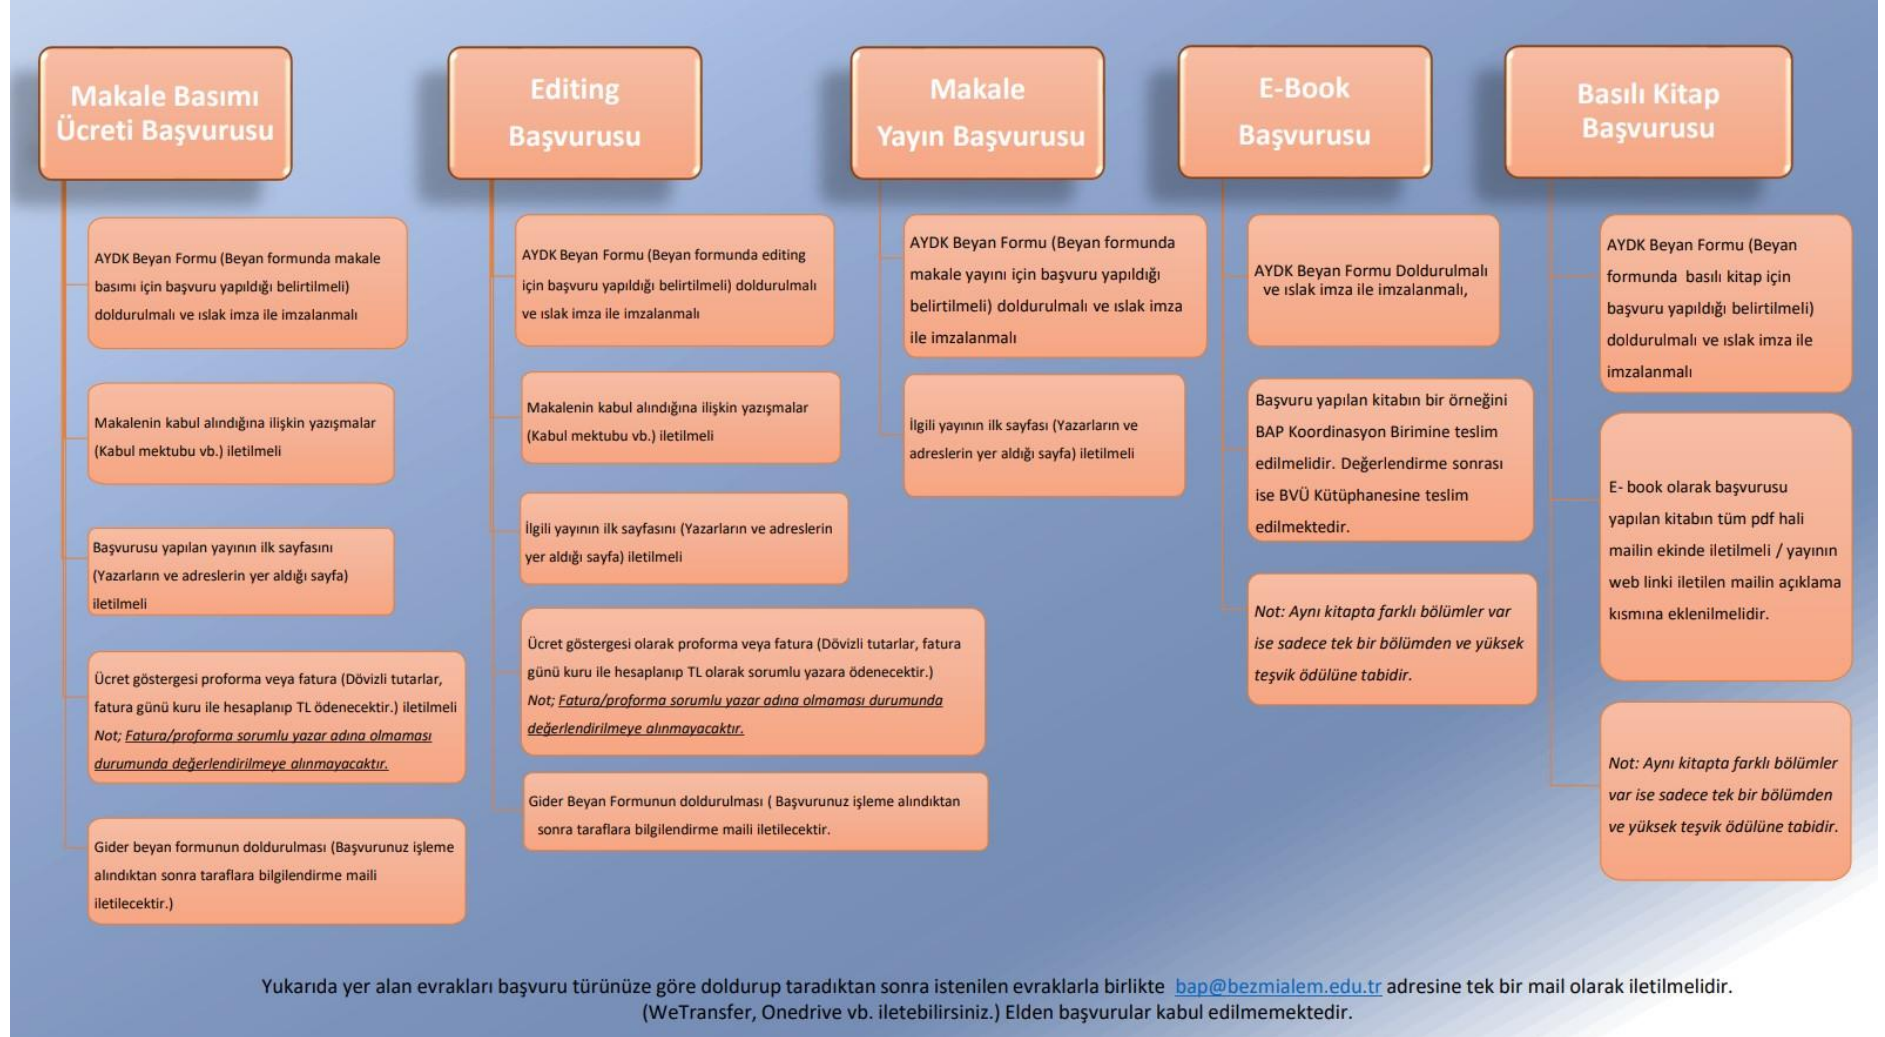 Makale Basımı
Ücreti Başvurusu
AYDK Beyan Formu (Beyan formunda makale
basımı için başvuru yapıldığı belirtilmeli)
doldurulmalı ve ıslak imza ile imzalanmalı
Makalenin kabul alındığına ilişkin yazışmalar
(Kabul mektubu vb.) iletilmeli
Başvurusu yapılan yayının ilk sayfasını
(Yazarların ve adreslerin yer aldığı sayfa)
iletilmeli
Ücret göstergesi proforma veya fatura (Dövizli tutarlar,
fatura günü kuru ile hesaplanıp TL ödenecektir.) iletilmeli
Not; Fatura/proforma sorumlu yazar adına olmaması
durumunda değerlendirilmeye alınmayacaktır.
Gider beyan formunun doldurulması (Başvurunuz işleme
alındıktan sonra taraflara bilgilendirme maili
iletilecektir.)
Editing
Başvurusu
AYDK Beyan Formu (Beyan formunda editing
için başvuru yapıldığı belirtilmeli) doldurulmalı
ve ıslak imza ile imzalanmalı
Makalenin kabul alındığına ilişkin yazışmalar
(Kabul mektubu vb.) iletilmeli
İlgili yayının ilk sayfasını (Yazarların ve adreslerin
yer aldığı sayfa) iletilmeli
Ücret göstergesi olarak proforma veya fatura (Dövizli tutarlar, fatura
günü kuru ile hesaplanıp TL olarak sorumlu yazara ödenecektir.)
Not; Fatura/proforma sorumlu yazar adına olmaması durumunda
değerlendirilmeye alınmayacaktır.
Gider Beyan Formunun doldurulması ( Başvurunuz işleme alındıktan
sonra taraflara bilgilendirme maili iletilecektir.
Makale
Yayın Başvurusu
AYDK Beyan Formu (Beyan formunda
makale yayını için başvuru yapıldığı
belirtilmeli) doldurulmalı ve ıslak imza
ile imzalanmalı
İlgili yayının ilk sayfası (Yazarların ve
adreslerin yer aldığı sayfa) iletilmeli
E-Book
Başvurusu
AYDK Beyan Formu Doldurulmalı
ve ıslak imza ile imzalanmalı,
Başvuru yapılan kitabın bir örneğini
BAP Koordinasyon Birimine teslim
edilmelidir. Değerlendirme sonrası
ise BVÜ Kütüphanesine teslim
edilmektedir.
Not: Aynı kitapta farklı bölümler var
ise sadece tek bir bölümden ve yüksek
teşvik ödülüne tabidir.
Basılı Kitap
Başvurusu
AYDK Beyan Formu (Beyan
formunda basılı kitap için
başvuru yapıldığı belirtilmeli)
doldurulmalı ve ıslak imza ile
imzalanmalı
E- book olarak başvurusu
yapılan kitabın tüm pdf hali
mailin ekinde iletilmeli / yayının
web linki iletilen mailin açıklama
kısmına eklenilmelidir.
Not: Aynı kitapta farklı bölümler
var ise sadece tek bir bölümden
ve yüksek teşvik ödülüne tabidir.
Yukarıda yer alan evrakları başvuru türünüze göre doldurup taradıktan sonra istenilen evraklarla birlikte bap@bezmialem.edu.tr adresine tek bir mail olarak iletilmelidir.
(WeTransfer, Onedrive vb. iletebilirsiniz.) Elden başvurular kabul edilmemektedir.